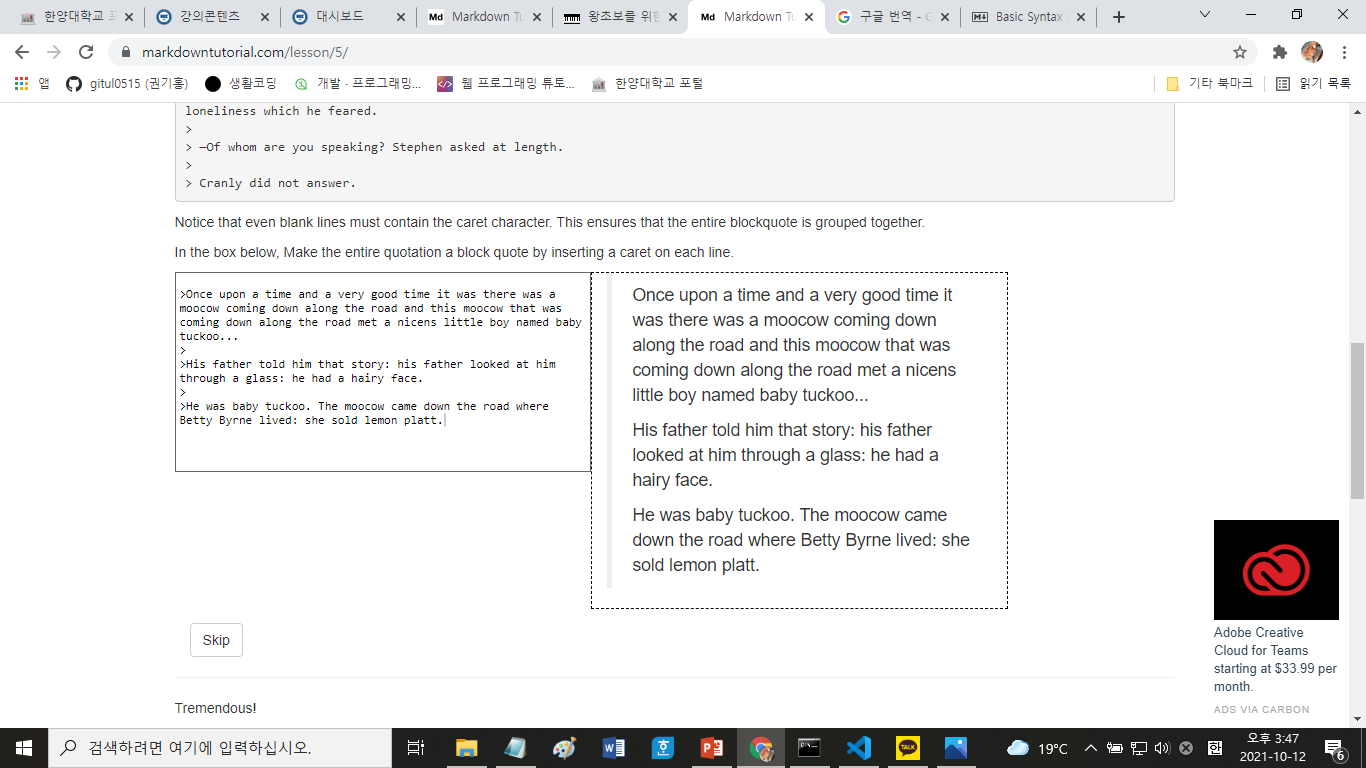 한양대학교 포
강의콘텐츠
대시보드
Md Markdown Tu
왕초보를 위한
Md Markdown Tu
구글 번역 - G
Basic Syntax
markdowntutorial.com/lesson/5/
앱
gitul0515 (권기홍)
생활코딩
개발 · 프로그래밍...
웹 프로그래밍 튜토...
한양대학교 포털
기타 북마크
읽기 목록
loneliness which he feared.
>
> —Of whom are you speaking? Stephen asked at length.
>
> Cranly did not answer.
Notice that even blank lines must contain the caret character. This ensures that the entire blockquote is grouped together.
In the box below, Make the entire quotation a block quote by inserting a caret on each line.
>Once upon a time and a very good time it was there was a
moocow coming down along the road and this moocow that was
coming down along the road met a nicens little boy named baby
tuckoo...
>
>His father told him that story: his father looked at him
through a glass: he had a hairy face.
>
>He was baby tuckoo. The moocow came down the road where
Betty Byrne lived: she sold lemon platt.
Once upon a time and a very good time it
was there was a moocow coming down
along the road and this moocow that was
coming down along the road met a nicens
little boy named baby tuckoo...
His father told him that story: his father
looked at him through a glass: he had a
hairy face.
He was baby tuckoo. The moocow came
down the road where Betty Byrne lived: she
sold lemon platt.
Skip
Tremendous!
Adobe Creative
Cloud for Teams
starting at $33.99 per
month.
ADS VIA CARBON
검색하려면 여기에 입력하십시오.
TALK
19°C
한
오후 3:47
2021-10-12
6